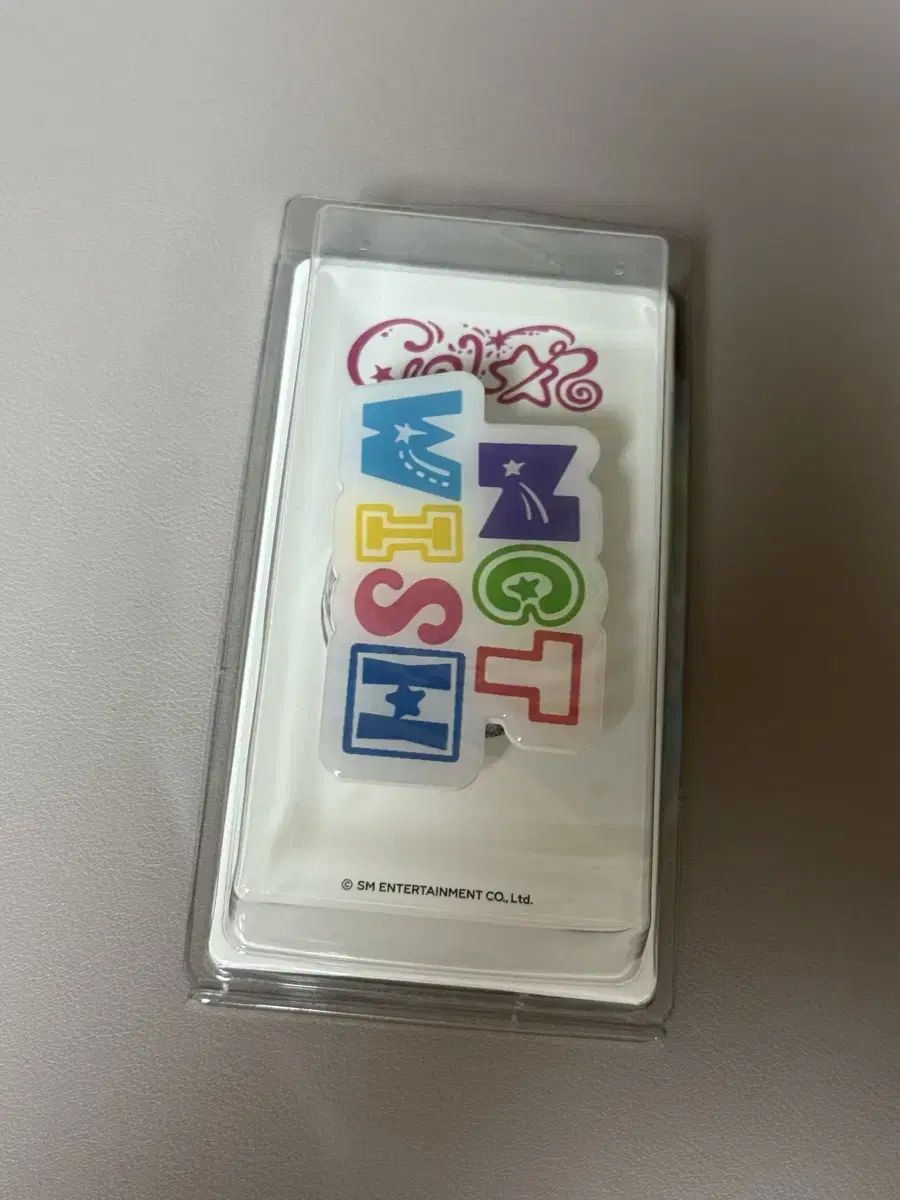 NCT
WISH
© SM ENTERTAINMENT CO., Ltd.